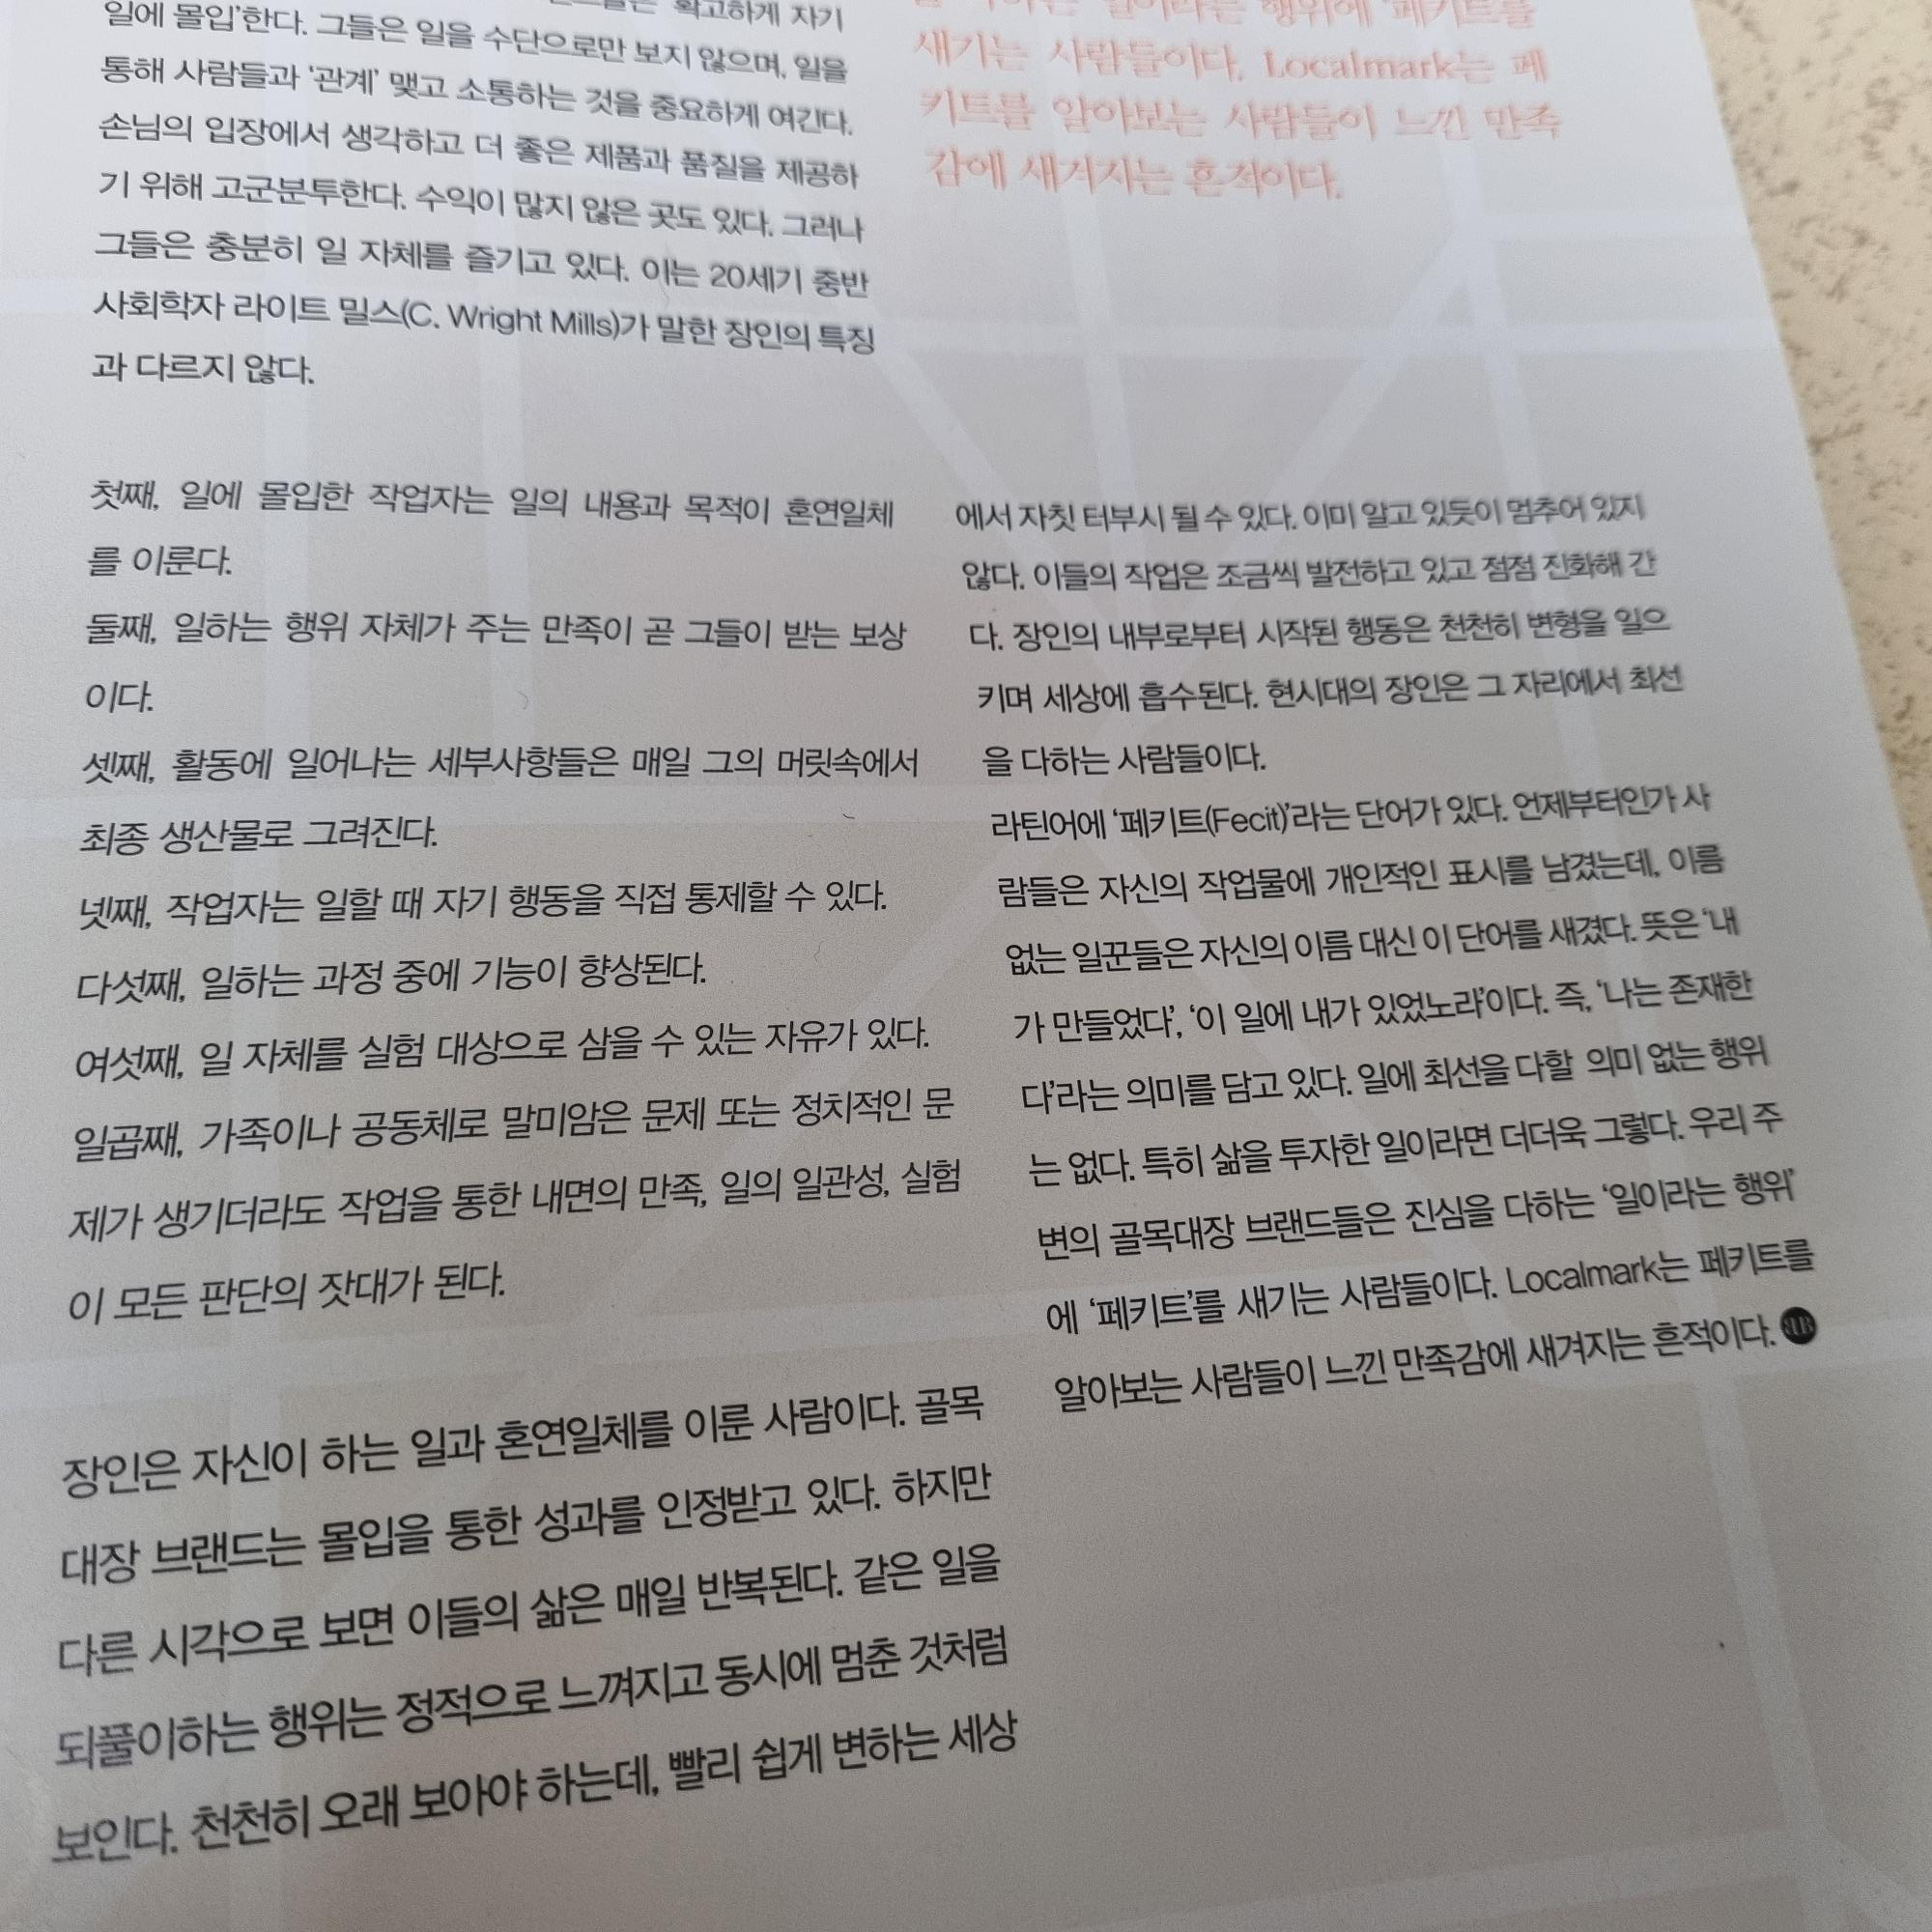 확고하게 자기
일에 몰입'한다. 그들은 일을 수단으로만 보지 않으며, 일을
통해 사람들과 '관계' 맺고 소통하는 것을 중요하게 여긴다.
손님의 입장에서 생각하고 더 좋은 제품과 품질을 제공하
기 위해 고군분투한다. 수익이 많지 않은 곳도 있다. 그러나
그들은 충분히 일 자체를 즐기고 있다. 이는 20세기 중반
사회학자 라이트 밀스(C. Wright Mills)가 말한 장인의 특징
과 다르지 않다.
첫째, 일에 몰입한 작업자는 일의 내용과 목적이 혼연일체
를 이룬다.
둘째, 일하는 행위 자체가 주는 만족이 곧 그들이 받는 보상
이다.
셋째, 활동에 일어나는 세부사항들은 매일 그의 머릿속에서
최종 생산물로 그려진다.
넷째, 작업자는 일할 때 자기 행동을 직접 통제할 수 있다.
다섯째, 일하는 과정 중에 기능이 향상된다.
여섯째, 일 자체를 실험 대상으로 삼을 수 있는 자유가 있다.
일곱째, 가족이나 공동체로 말미암은 문제 또는 정치적인 문
제가 생기더라도 작업을 통한 내면의 만족, 일의 일관성, 실험
이 모든 판단의 잣대가 된다.
장인은 자신이 하는 일과 혼연일체를 이룬 사람이다. 골목
대장 브랜드는 몰입을 통한 성과를 인정받고 있다. 하지만
다른 시각으로 보면 이들의 삶은 매일 반복된다. 같은 일을
되풀이하는 행위는 정적으로 느껴지고 동시에 멈춘 것처럼
보인다. 천천히 오래 보아야 하는데, 빨리 쉽게 변하는 세상
일이라는 행위에 '페키트'를
새기는 사람들이다. Localmark는 페
키트를 알아보는 사람들이 느낀 만족
감에 새겨지는 흔적이다.
에서 자칫 터부시 될 수 있다. 이미 알고 있듯이 멈추어 있지
않다. 이들의 작업은 조금씩 발전하고 있고 점점 진화해 간
다. 장인의 내부로부터 시작된 행동은 천천히 변형을 일으
키며 세상에 흡수된다. 현시대의 장인은 그 자리에서 최선
을 다하는 사람들이다.
라틴어에 '페키트(Fecit)'라는 단어가 있다. 언제부터인가 사
람들은 자신의 작업물에 개인적인 표시를 남겼는데, 이름
없는 일꾼들은 자신의 이름 대신 이 단어를 새겼다. 뜻은 '내
가 만들었다', '이 일에 내가 있었노라'이다. 즉, '나는 존재한
다'라는 의미를 담고 있다. 일에 최선을 다할 의미 없는 행위
는 없다. 특히 삶을 투자한 일이라면 더더욱 그렇다. 우리 주
변의 골목대장 브랜드들은 진심을 다하는 '일이라는 행위'
에 '페키트'를 새기는 사람들이다. Localmark는 페키트를
알아보는 사람들이 느낀 만족감에 새겨지는 흔적이다.